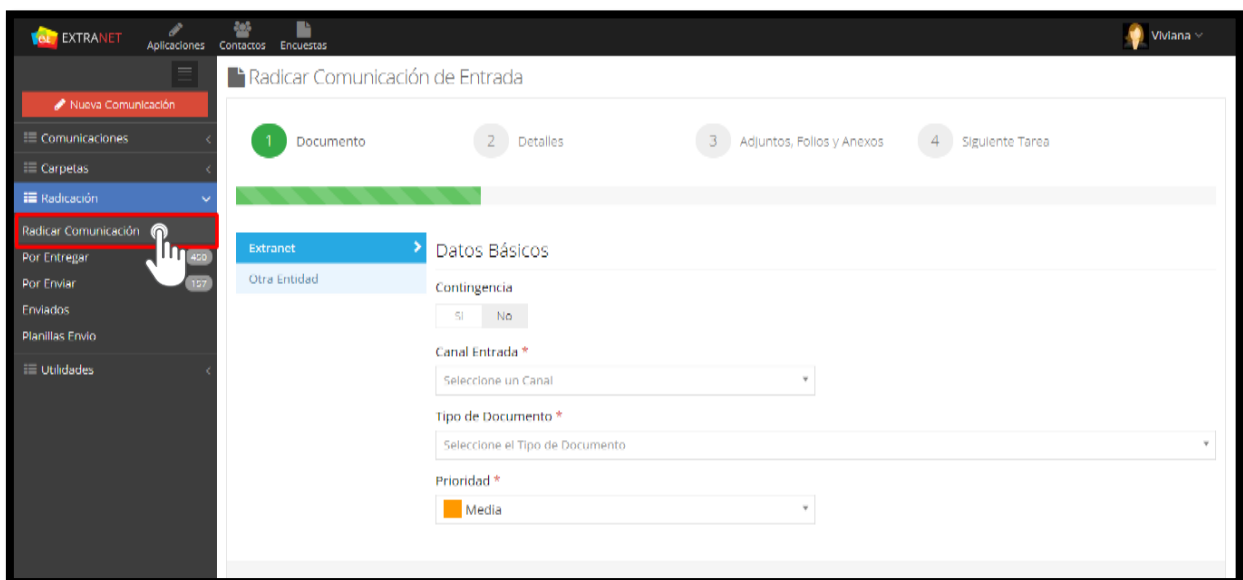 EXTRANET
Aplicaciones
Contactos
Encuestas
Viviana
Nueva Comunicación
Comunicaciones
Carpetas
Radicación
Radicar Comunicación
Por Entregar 450
Por Enviar 157
Enviados
Planillas Envio
Utilidades
Radicar Comunicación de Entrada
1 Documento
2 Detalles
3 Adjuntos, Folios y Anexos
4 Siguiente Tarea
Extranet
Otra Entidad
Datos Básicos
Contingencia
SI No
Canal Entrada *
Seleccione un Canal
Tipo de Documento *
Seleccione el Tipo de Documento
Prioridad *
Media